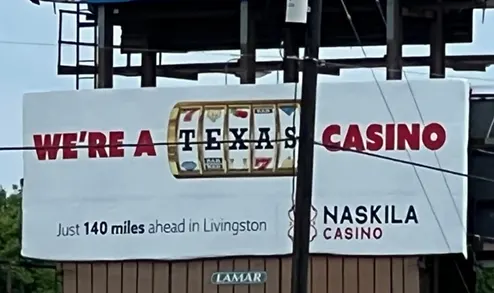 WE'RE A TEXAS CASINO
Just 140 miles ahead in Livingston
NASKILA
CASINO
LAMAR